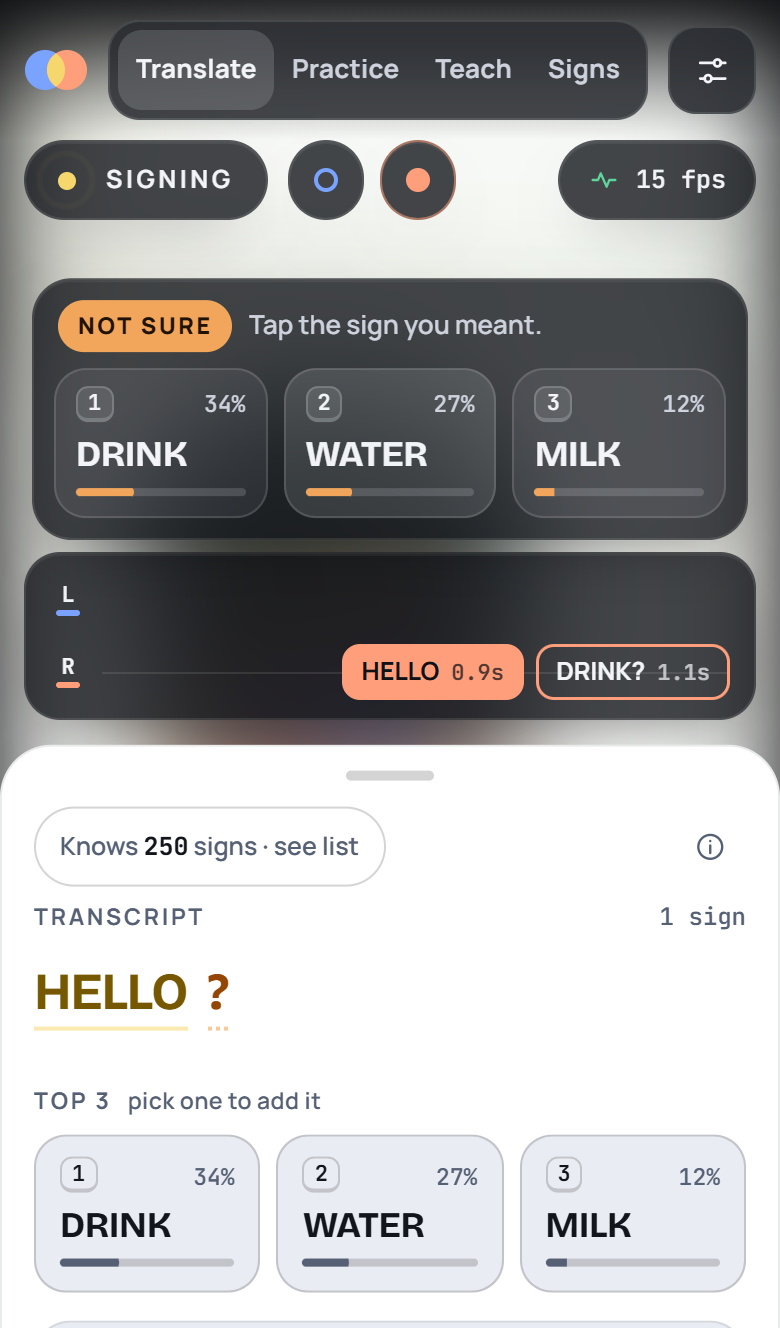 Translate Practice Teach Signs
SIGNING 15 fps
NOT SURE Tap the sign you meant.
1 34% 2 27% 3 12%
DRINK WATER MILK
L
R HELLO 0.9s DRINK? 1.1s
Knows 250 signs · see list
TRANSCRIPT 1 sign
HELLO ?
TOP 3 pick one to add it
1 34% 2 27% 3 12%
DRINK WATER MILK